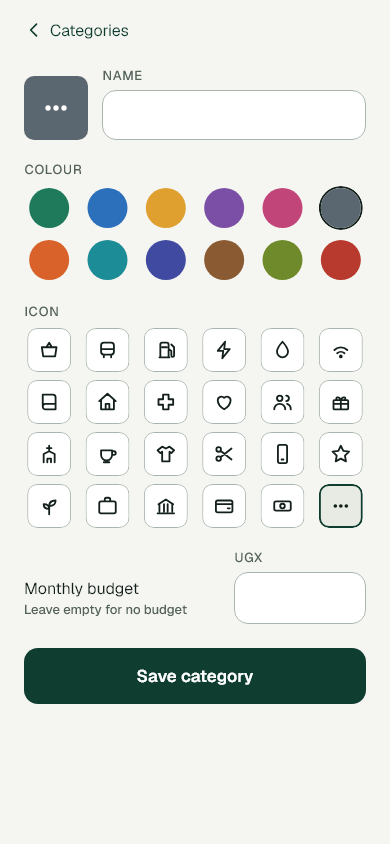 Categories
NAME
COLOUR
ICON
UGX
Monthly budget
Leave empty for no budget
Save category